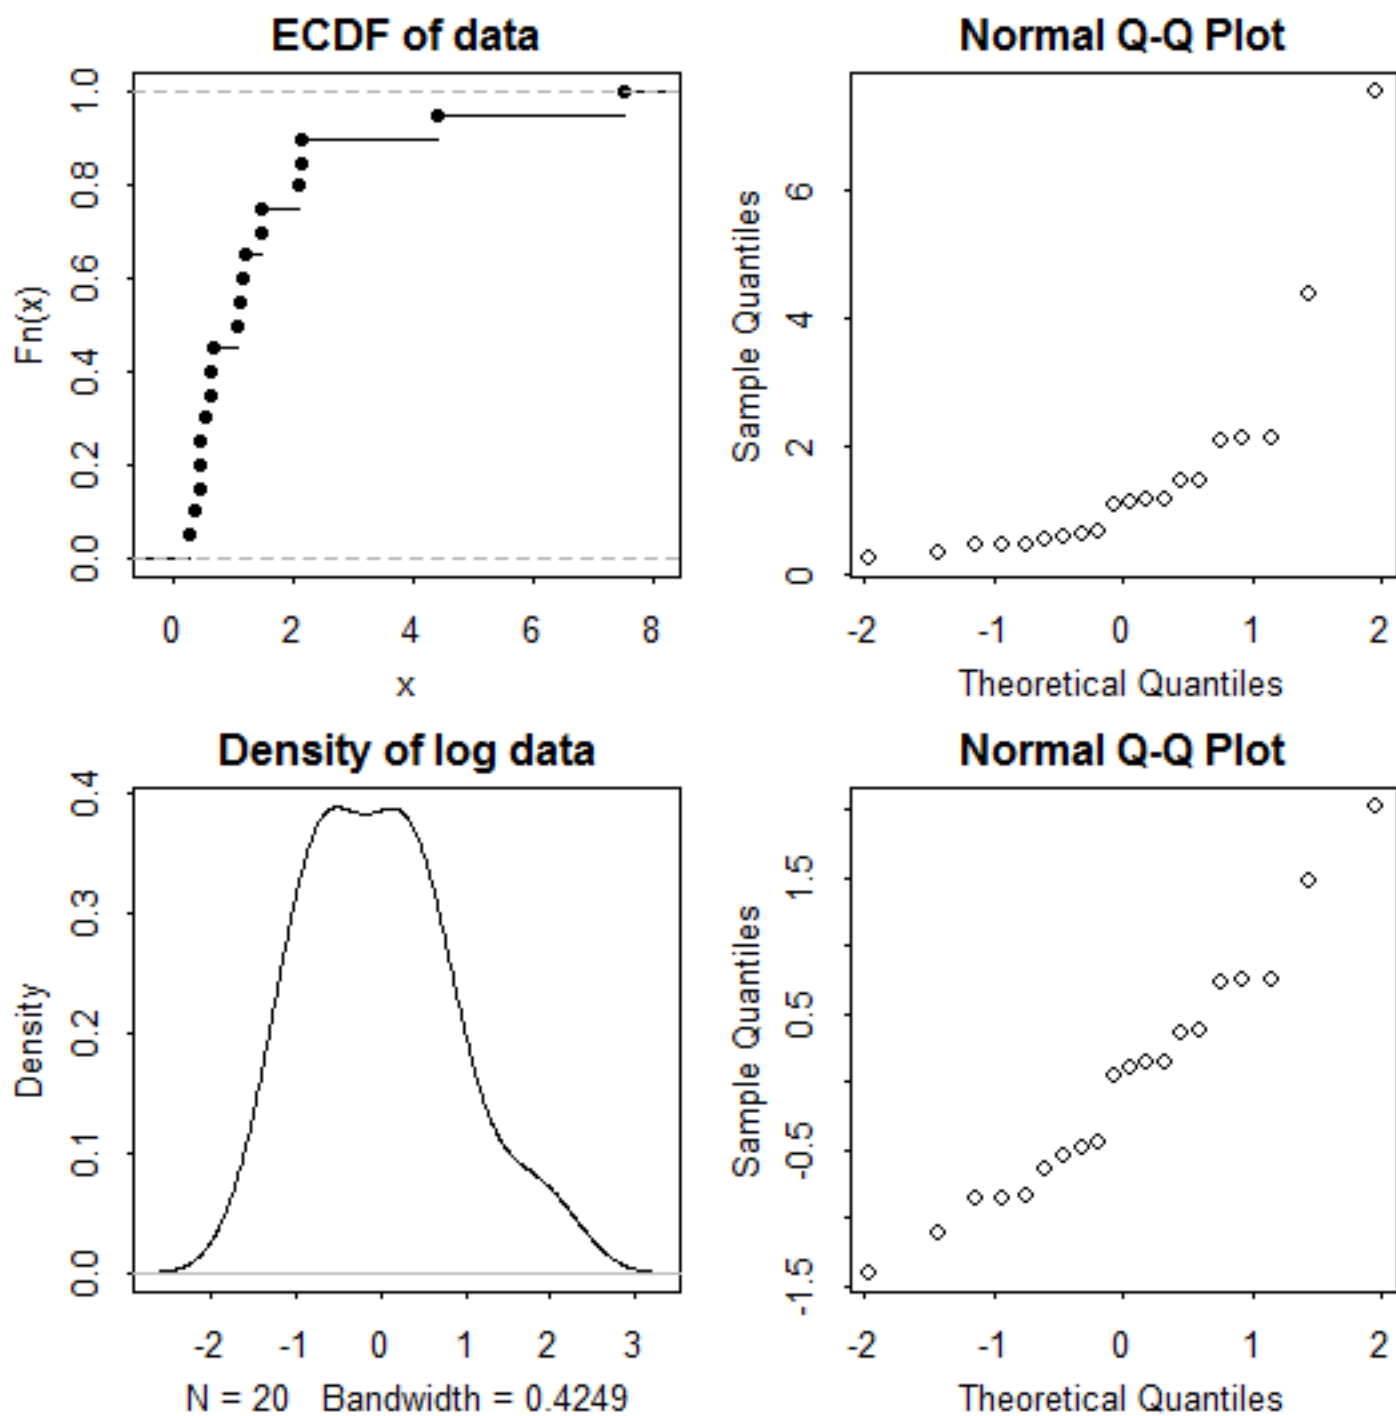 ECDF of data
Fn(x)
0.0 0.2 0.4 0.6 0.8 1.0
0 2 4 6 8
x
Normal Q-Q Plot
Sample Quantiles
0 2 4 6
-2 -1 0 1 2
Theoretical Quantiles
Density of log data
Density
0.0 0.1 0.2 0.3 0.4
-2 -1 0 1 2 3
N = 20 Bandwidth = 0.4249
Normal Q-Q Plot
Sample Quantiles
-1.5 -0.5 0.5 1.5
-2 -1 0 1 2
Theoretical Quantiles